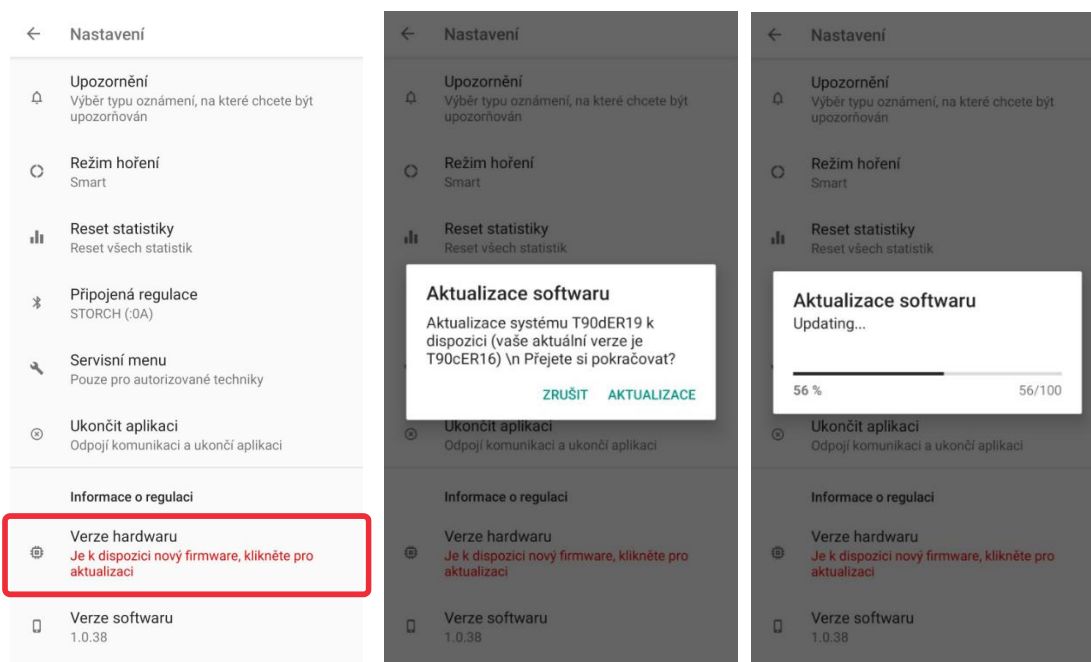 Nastavení
Upozornění
Výběr typu oznámení, na které chcete být
upozorňován
Režim hoření
Smart
Reset statistiky
Reset všech statistik
Připojená regulace
STORCH (:0A)
Servisní menu
Pouze pro autorizované techniky
Ukončit aplikaci
Odpojí komunikaci a ukončí aplikaci
Informace o regulaci
Verze hardwaru
Je k dispozici nový firmware, klikněte pro
aktualizaci
Verze softwaru
1.0.38
Nastavení
Upozornění
Výběr typu oznámení, na které chcete být
upozorňován
Režim hoření
Smart
Reset statistiky
Reset všech statistik
Aktualizace softwaru
Aktualizace systému T90dER19 k
dispozici (vaše aktuální verze je
T90cER16) \n Přejete si pokračovat?
ZRUŠIT AKTUALIZACE
Ukončit aplikaci
Odpojí komunikaci a ukončí aplikaci
Informace o regulaci
Verze hardwaru
Je k dispozici nový firmware, klikněte pro
aktualizaci
Verze softwaru
1.0.38
Nastavení
Upozornění
Výběr typu oznámení, na které chcete být
upozorňován
Režim hoření
Smart
Reset statistiky
Reset všech statistik
Aktualizace softwaru
Updating...
56 % 56/100
Ukončit aplikaci
Odpojí komunikaci a ukončí aplikaci
Informace o regulaci
Verze hardwaru
Je k dispozici nový firmware, klikněte pro
aktualizaci
Verze softwaru
1.0.38